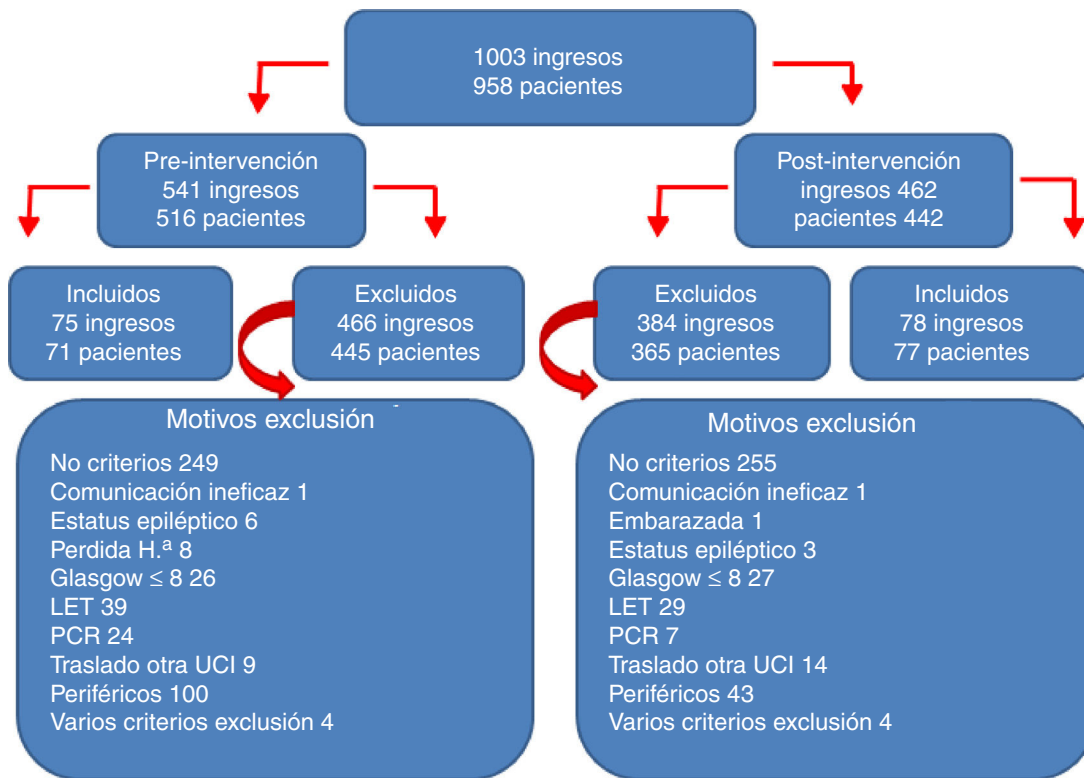 1003 ingresos
958 pacientes
Pre-intervención
541 ingresos
516 pacientes
Post-intervención
ingresos 462
pacientes 442
Incluidos
75 ingresos
71 pacientes
Excluidos
466 ingresos
445 pacientes
Excluidos
384 ingresos
365 pacientes
Incluidos
78 ingresos
77 pacientes
Motivos exclusión
No criterios 249
Comunicación ineficaz 1
Estatus epiléptico 6
Perdida H.ª 8
Glasgow ≤ 8 26
LET 39
PCR 24
Traslado otra UCI 9
Periféricos 100
Varios criterios exclusión 4
Motivos exclusión
No criterios 255
Comunicación ineficaz 1
Embarazada 1
Estatus epiléptico 3
Glasgow ≤ 8 27
LET 29
PCR 7
Traslado otra UCI 14
Periféricos 43
Varios criterios exclusión 4